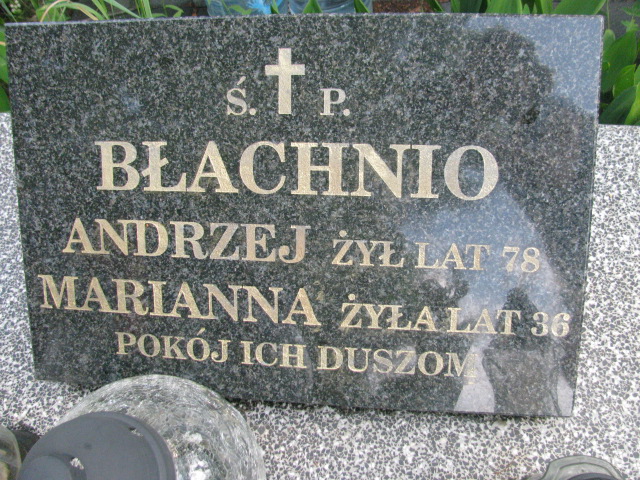 Ś. P.
BŁACHNIO
ANDRZEJ ŻYŁ LAT 78
MARIANNA ŻYŁA LAT 36
POKÓJ ICH DUSZOM